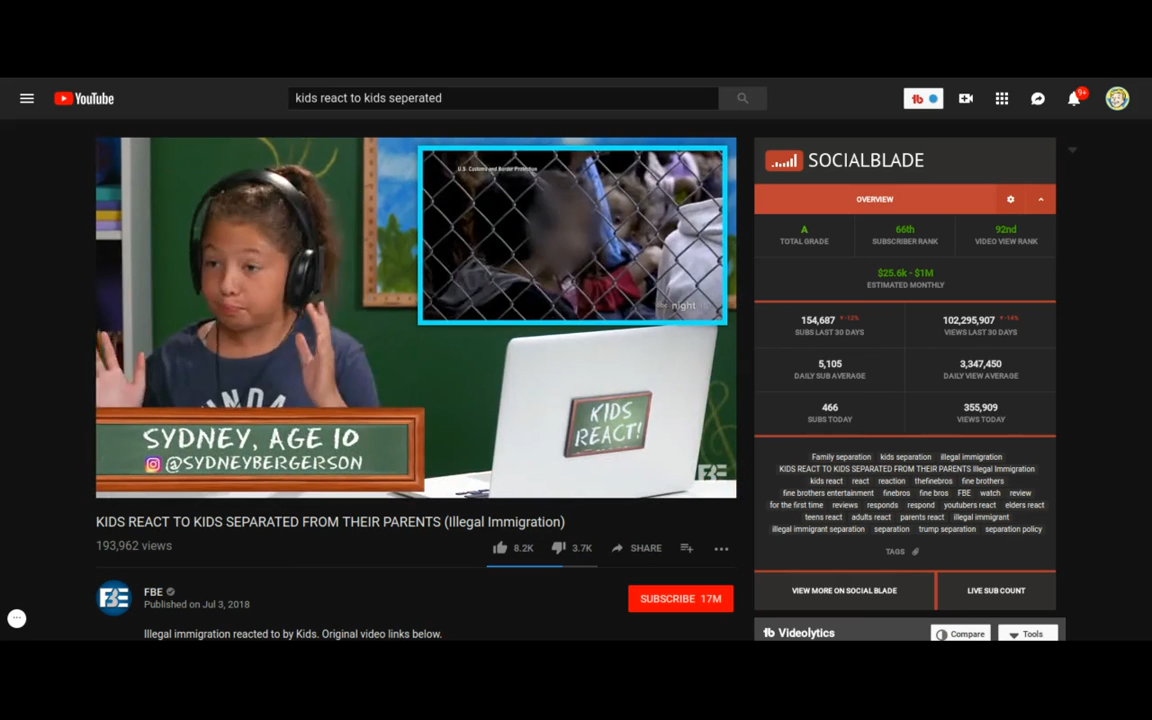 YouTube
kids react to kids seperated
fb
9+
U.S. Customs and Border Protection
night
KIDS
REACT!
SYDNEY, AGE 10
@SYDNEYBERGERSON
FBE
KIDS REACT TO KIDS SEPARATED FROM THEIR PARENTS (Illegal Immigration)
193,962 views
8.2K 3.7K SHARE
FBE
Published on Jul 3, 2018
SUBSCRIBE 17M
Illegal immigration reacted to by Kids. Original video links below.
SOCIALBLADE
OVERVIEW
A 66th 92nd
TOTAL GRADE SUBSCRIBER RANK VIDEO VIEW RANK
$25.6k - $1M
ESTIMATED MONTHLY
154,687 -12% 102,295,907 -14%
SUBS LAST 30 DAYS VIEWS LAST 30 DAYS
5,105 3,347,450
DAILY SUB AVERAGE DAILY VIEW AVERAGE
466 355,909
SUBS TODAY VIEWS TODAY
Family separation kids separation illegal immigration
KIDS REACT TO KIDS SEPARATED FROM THEIR PARENTS Illegal Immigration
kids react react reaction thefinebros fine brothers
fine brothers entertainment finebros fine bros FBE watch review
for the first time reviews responds respond youtubers react elders react
teens react adults react parents react illegal immigrant
illegal immigrant separation separation trump separation separation policy
TAGS
VIEW MORE ON SOCIAL BLADE LIVE SUB COUNT
fb Videolytics Compare Tools